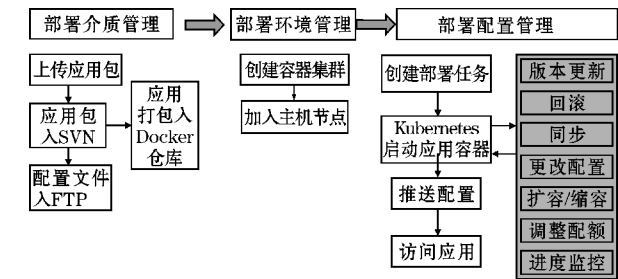 部署介质管理
部署环境管理
部署配置管理
上传应用包
应用包
入SVN
配置文件
入FTP
应用
打包入
Docker
仓库
创建容器集群
加入主机节点
创建部署任务
Kubernetes
启动应用容器
推送配置
访问应用
版本更新
回滚
同步
更改配置
扩容/缩容
调整配额
进度监控